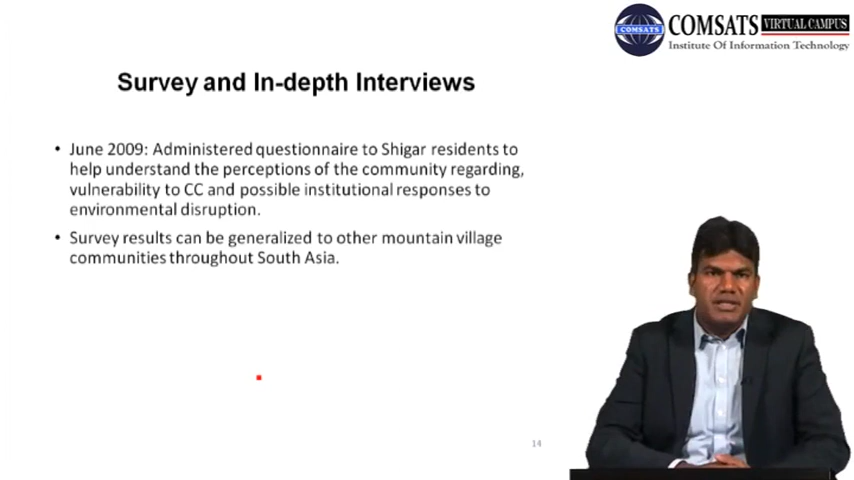 COMSATS VIRTUAL CAMPUS
COMSATS
Institute Of Information Technology
Survey and In-depth Interviews
• June 2009: Administered questionnaire to Shigar residents to
help understand the perceptions of the community regarding,
vulnerability to CC and possible institutional responses to
environmental disruption.
• Survey results can be generalized to other mountain village
communities throughout South Asia.
14